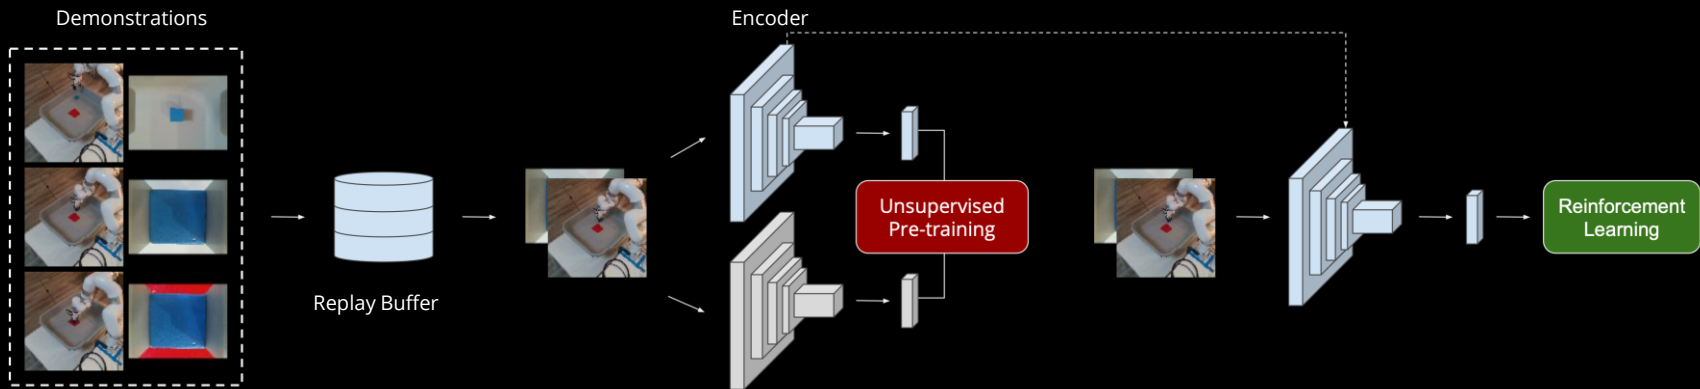 Demonstrations
Encoder
Replay Buffer
Unsupervised
Pre-training
Reinforcement
Learning